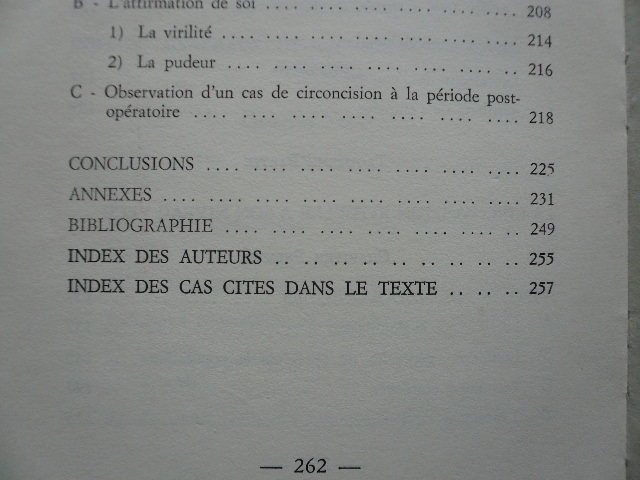 B - L'affirmation de soi .... .... .... .... .... .... .... 208
1) La virilité .... .... .... .... .... .... .... .... 214
2) La pudeur .... .... .... .... .... .... .... .. 216
C - Observation d'un cas de circoncision à la période post-
opératoire .... .... .... .... .... .... .... .... 218
CONCLUSIONS .... .... .... .... .... .... .... .... 225
ANNEXES .... .... .... .... .... .... .... .... .... 231
BIBLIOGRAPHIE .... .... .... .... .... .... .... .. 249
INDEX DES AUTEURS .. .. .. .. .. .. .. .. .. 255
INDEX DES CAS CITES DANS LE TEXTE .. .. .. 257
— 262 —